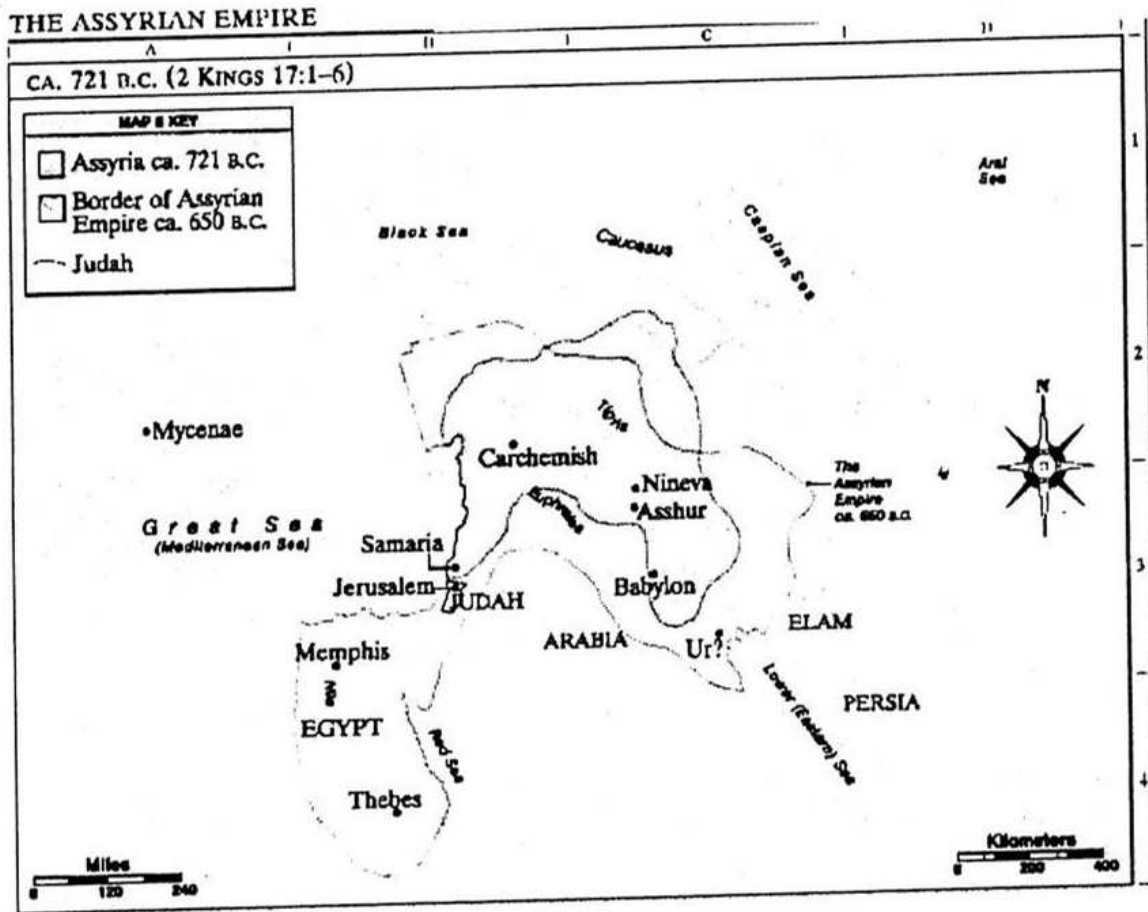 THE ASSYRIAN EMPIRE
A
B
C
D
CA. 721 B.C. (2 KINGS 17:1–6)
MAP 8 KEY
Assyria ca. 721 B.C.
Border of Assyrian
Empire ca. 650 B.C.
Judah
1
Aral
Sea
Black Sea
Caucasus
Caspian Sea
2
N
Mycenae
Tigris
Carchemish
The
Assyrian
Empire
ca. 650 B.C.
Nineva
Asshur
Euphrates
Great Sea
(Mediterranean Sea)
Samaria
3
Jerusalem
JUDAH
Babylon
ELAM
ARABIA
Ur?
Memphis
Nile
Lower (Eastern) Sea
PERSIA
EGYPT
Red Sea
4
Thebes
Miles
0 120 240
Kilometers
0 200 400